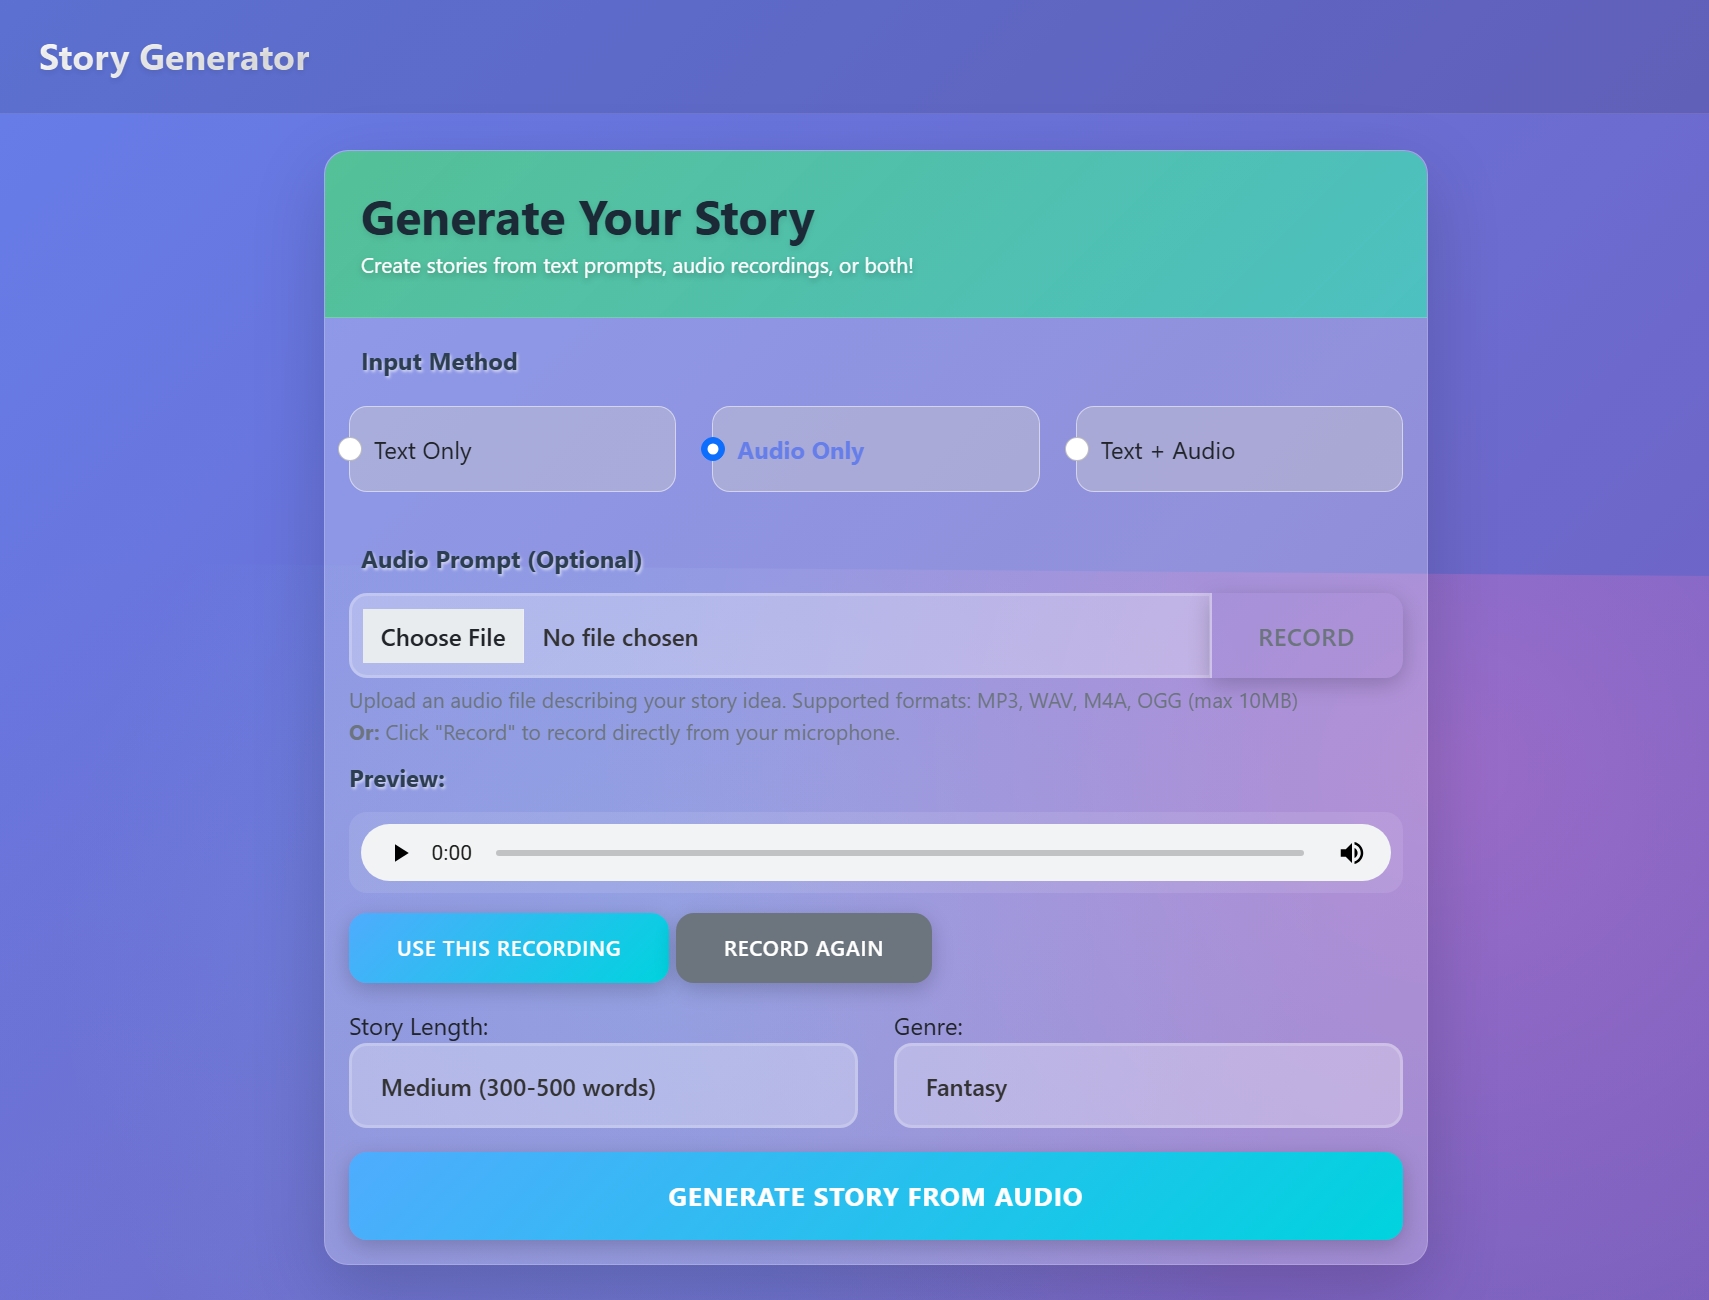 Story Generator
Generate Your Story
Create stories from text prompts, audio recordings, or both!
Input Method
Text Only
Audio Only
Text + Audio
Audio Prompt (Optional)
Choose File No file chosen
RECORD
Upload an audio file describing your story idea. Supported formats: MP3, WAV, M4A, OGG (max 10MB)
Or: Click "Record" to record directly from your microphone.
Preview:
0:00
USE THIS RECORDING
RECORD AGAIN
Story Length:
Medium (300-500 words)
Genre:
Fantasy
GENERATE STORY FROM AUDIO